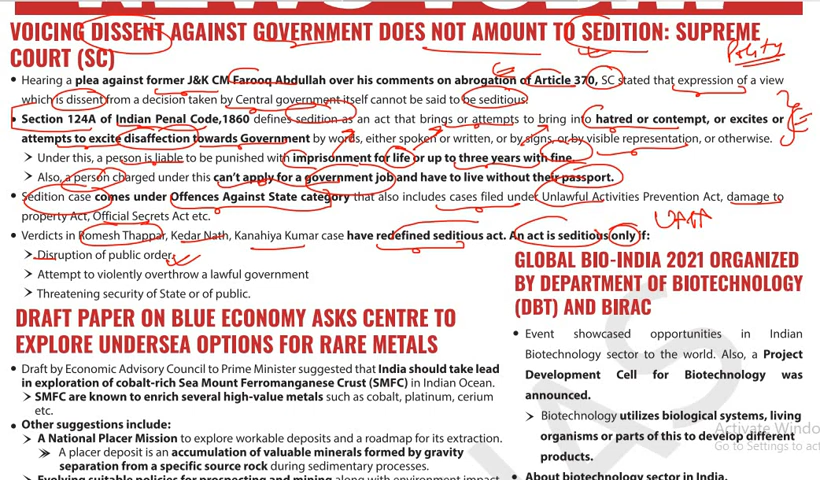 VOICING DISSENT AGAINST GOVERNMENT DOES NOT AMOUNT TO SEDITION: SUPREME
COURT (SC)
Polity
• Hearing a plea against former J&K CM Farooq Abdullah over his comments on abrogation of Article 370, SC stated that expression of a view
which is dissent from a decision taken by Central government itself cannot be said to be seditious.
• Section 124A of Indian Penal Code,1860 defines sedition as an act that brings or attempts to bring into hatred or contempt, or excites or
attempts to excite disaffection towards Government by words, either spoken or written, or by signs, or by visible representation, or otherwise.
➢ Under this, a person is liable to be punished with imprisonment for life or up to three years with fine.
➢ Also, a person charged under this can't apply for a government job and have to live without their passport.
• Sedition case comes under Offences Against State category that also includes cases filed under Unlawful Activities Prevention Act, damage to
property Act, Official Secrets Act etc.
UAPA
• Verdicts in Romesh Thappar, Kedar Nath, Kanahiya Kumar case have redefined seditious act. An act is seditious only if:
➢ Disruption of public order.
➢ Attempt to violently overthrow a lawful government
➢ Threatening security of State or of public.
DRAFT PAPER ON BLUE ECONOMY ASKS CENTRE TO
EXPLORE UNDERSEA OPTIONS FOR RARE METALS
• Draft by Economic Advisory Council to Prime Minister suggested that India should take lead
in exploration of cobalt-rich Sea Mount Ferromanganese Crust (SMFC) in Indian Ocean.
➢ SMFC are known to enrich several high-value metals such as cobalt, platinum, cerium
etc.
• Other suggestions include:
➢ A National Placer Mission to explore workable deposits and a roadmap for its extraction.
➢ A placer deposit is an accumulation of valuable minerals formed by gravity
separation from a specific source rock during sedimentary processes.
➢ Evolving suitable policies for prospecting and mining along with environment impact
GLOBAL BIO-INDIA 2021 ORGANIZED
BY DEPARTMENT OF BIOTECHNOLOGY
(DBT) AND BIRAC
• Event showcased opportunities in Indian
Biotechnology sector to the world. Also, a Project
Development Cell for Biotechnology was
announced.
➢ Biotechnology utilizes biological systems, living
organisms or parts of this to develop different
products.
• About biotechnology sector in India.
Activate Windo
Go to Settings to act